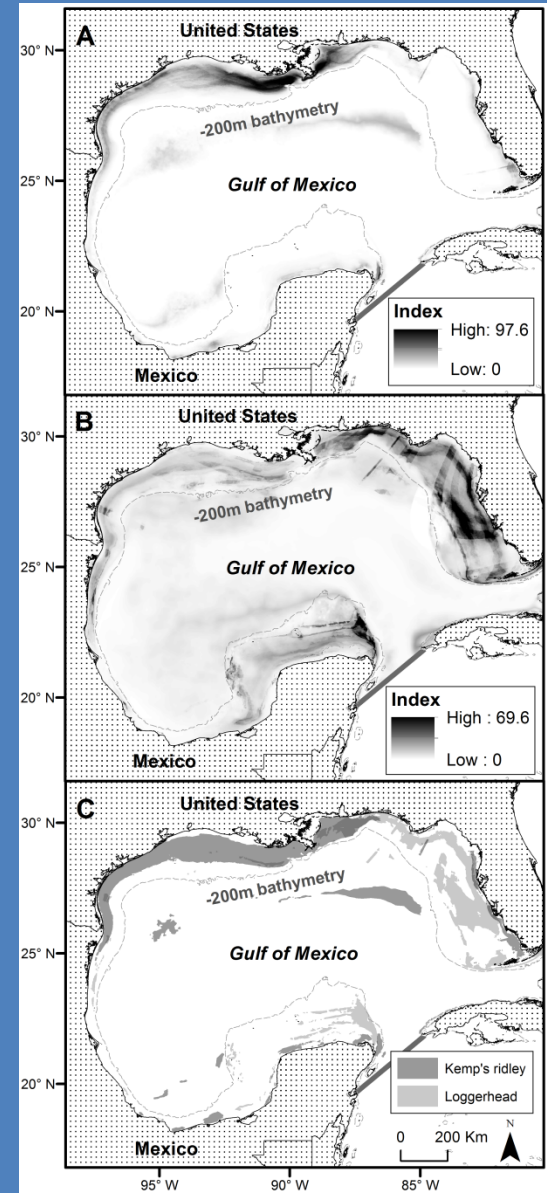 A
United States
30° N
-200m bathymetry
25° N
Gulf of Mexico
20° N
Index
High: 97.6
Low: 0
Mexico
B
United States
30° N
-200m bathymetry
25° N
Gulf of Mexico
20° N
Index
High : 69.6
Low : 0
Mexico
C
United States
30° N
-200m bathymetry
25° N
Gulf of Mexico
Kemp's ridley
Loggerhead
20° N
0 200 Km
N
Mexico
95° W 90° W 85° W